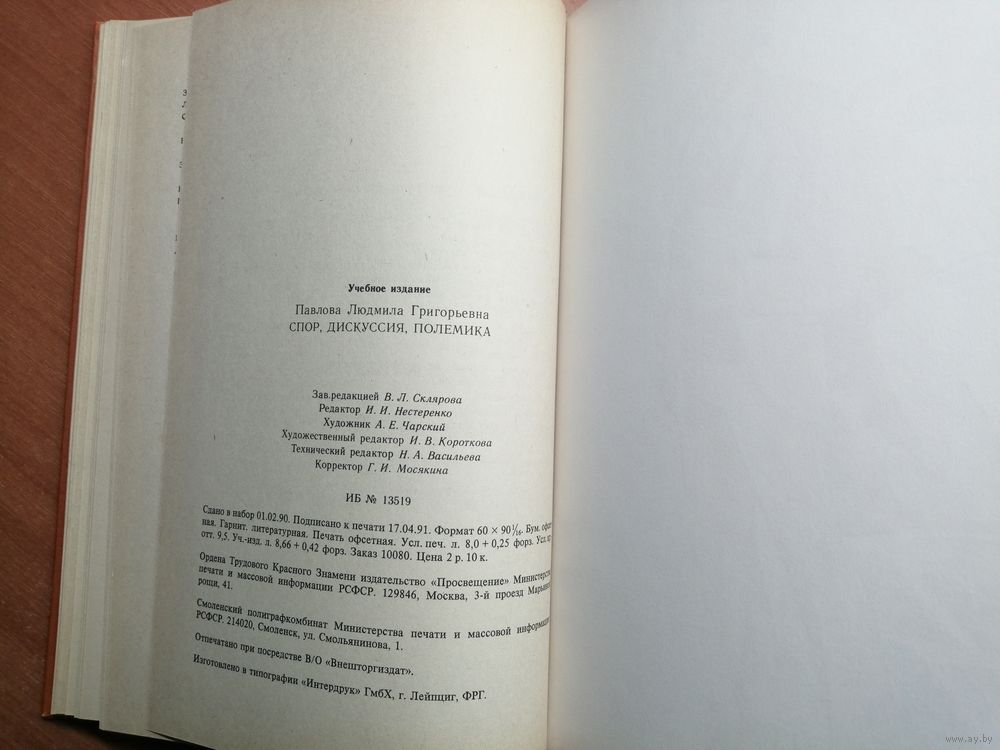 Учебное издание
Павлова Людмила Григорьевна
СПОР, ДИСКУССИЯ, ПОЛЕМИКА
Зав.редакцией В. Л. Склярова
Редактор И. И. Нестеренко
Художник А. Е. Чарский
Художественный редактор И. В. Короткова
Технический редактор Н. А. Васильева
Корректор Г. И. Мосякина
ИБ № 13519
Сдано в набор 01.02.90. Подписано к печати 17.04.91. Формат 60 × 90 1/16. Бум. офсет
ная. Гарнит. литературная. Печать офсетная. Усл. печ. л. 8,0 + 0,25 форз. Усл. кр.
отт. 9,5. Уч.-изд. л. 8,66 + 0,42 форз. Заказ 10080. Цена 2 р. 10 к.
Ордена Трудового Красного Знамени издательство «Просвещение» Министерства
печати и массовой информации РСФСР. 129846, Москва, 3-й проезд Марьиной
рощи, 41.
Смоленский полиграфкомбинат Министерства печати и массовой информации
РСФСР. 214020, Смоленск, ул. Смольянинова, 1.
Отпечатано при посредстве В/О «Внешторгиздат».
Изготовлено в типографии «Интердрук» ГмбХ, г. Лейпциг, ФРГ.
www.ay.by